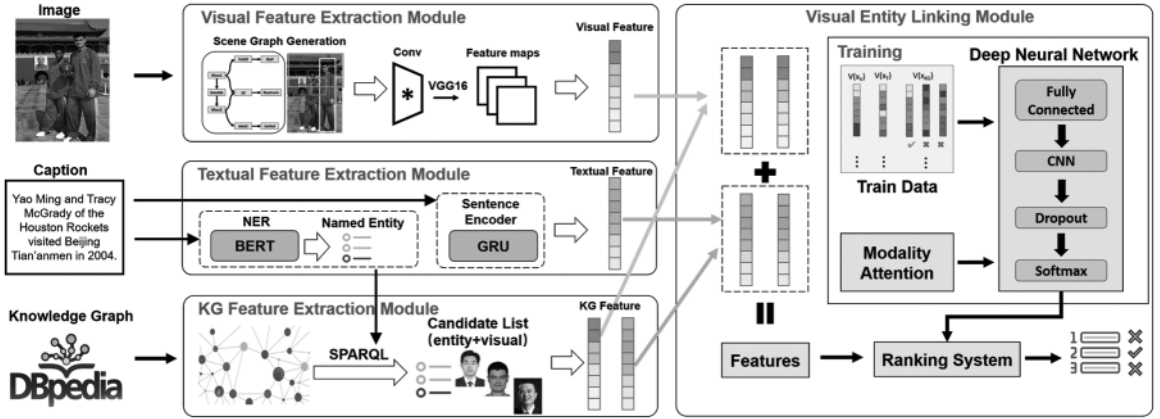 Image
Visual Feature Extraction Module
Scene Graph Generation
Conv
*
VGG16
Feature maps
Visual Feature
Caption
Yao Ming and Tracy
McGrady of the
Houston Rockets
visited Beijing
Tian'anmen in 2004.
Textual Feature Extraction Module
NER
BERT
Named Entity
Sentence
Encoder
GRU
Textual Feature
Knowledge Graph
DBpedia
KG Feature Extraction Module
SPARQL
Candidate List
(entity+visual)
KG Feature
Visual Entity Linking Module
Training
Train Data
Deep Neural Network
Fully
Connected
CNN
Dropout
Softmax
Modality
Attention
Features
Ranking System
1
2
3